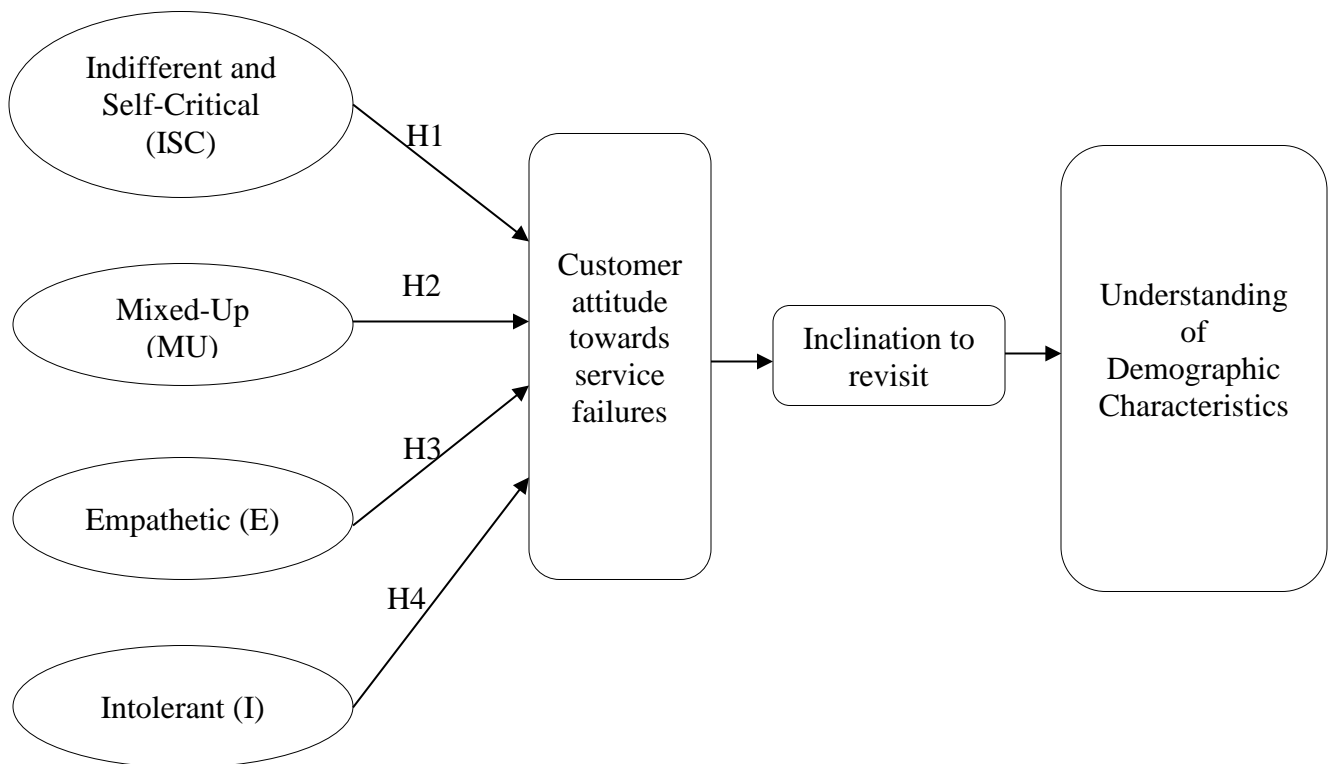 Indifferent and
Self-Critical
(ISC)
H1
Mixed-Up
(MU)
H2
Empathetic (E)
H3
Intolerant (I)
H4
Customer
attitude
towards
service
failures
Inclination to
revisit
Understanding
of
Demographic
Characteristics